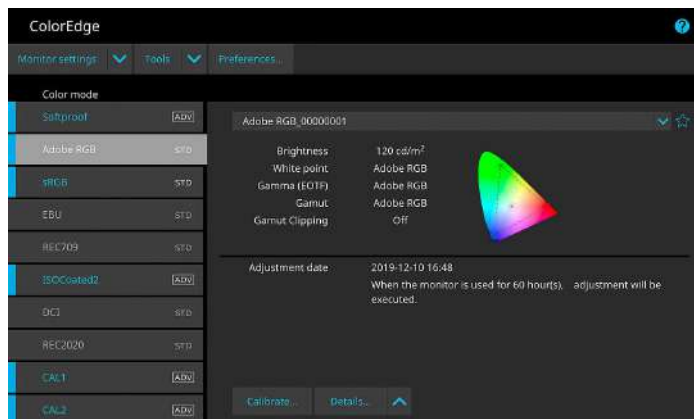 ColorEdge
Monitor settings Tools Preferences...
Color mode
Softproof ADV
Adobe RGB STD
sRGB STD
EBU STD
REC709 STD
ISOCoated2 ADV
DCI STD
REC2020 STD
CAL1 ADV
CAL2 ADV
Adobe RGB_00000001
Brightness 120 cd/m²
White point Adobe RGB
Gamma (EOTF) Adobe RGB
Gamut Adobe RGB
Gamut Clipping Off
Adjustment date 2019-12-10 16:48
When the monitor is used for 60 hour(s), adjustment will be
executed.
Calibrate... Details...